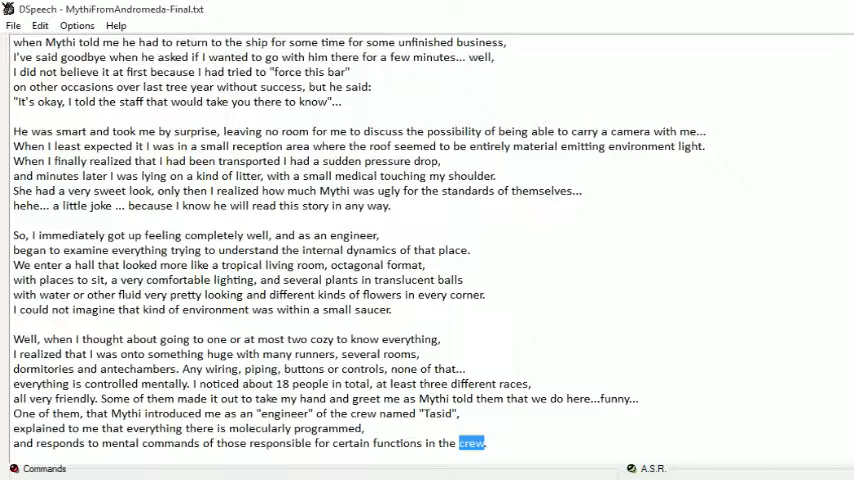 DSpeech - MythiFromAndromeda-Final.txt
File Edit Options Help
when Mythi told me he had to return to the ship for some time for some unfinished business,
I've said goodbye when he asked if I wanted to go with him there for a few minutes... well,
I did not believe it at first because I had tried to "force this bar"
on other occasions over last tree year without success, but he said:
"It's okay, I told the staff that would take you there to know"...
He was smart and took me by surprise, leaving no room for me to discuss the possibility of being able to carry a camera with me...
When I least expected it I was in a small reception area where the roof seemed to be entirely material emitting environment light.
When I finally realized that I had been transported I had a sudden pressure drop,
and minutes later I was lying on a kind of litter, with a small medical touching my shoulder.
She had a very sweet look, only then I realized how much Mythi was ugly for the standards of themselves...
hehe... a little joke ... because I know he will read this story in any way.
So, I immediately got up feeling completely well, and as an engineer,
began to examine everything trying to understand the internal dynamics of that place.
We enter a hall that looked more like a tropical living room, octagonal format,
with places to sit, a very comfortable lighting, and several plants in translucent balls
with water or other fluid very pretty looking and different kinds of flowers in every corner.
I could not imagine that kind of environment was within a small saucer.
Well, when I thought about going to one or at most two cozy to know everything,
I realized that I was onto something huge with many runners, several rooms,
dormitories and antechambers. Any wiring, piping, buttons or controls, none of that...
everything is controlled mentally. I noticed about 18 people in total, at least three different races,
all very friendly. Some of them made it out to take my hand and greet me as Mythi told them that we do here...funny...
One of them, that Mythi introduced me as an "engineer" of the crew named "Tasid",
explained to me that everything there is molecularly programmed,
and responds to mental commands of those responsible for certain functions in the crew.
Commands A.S.R.